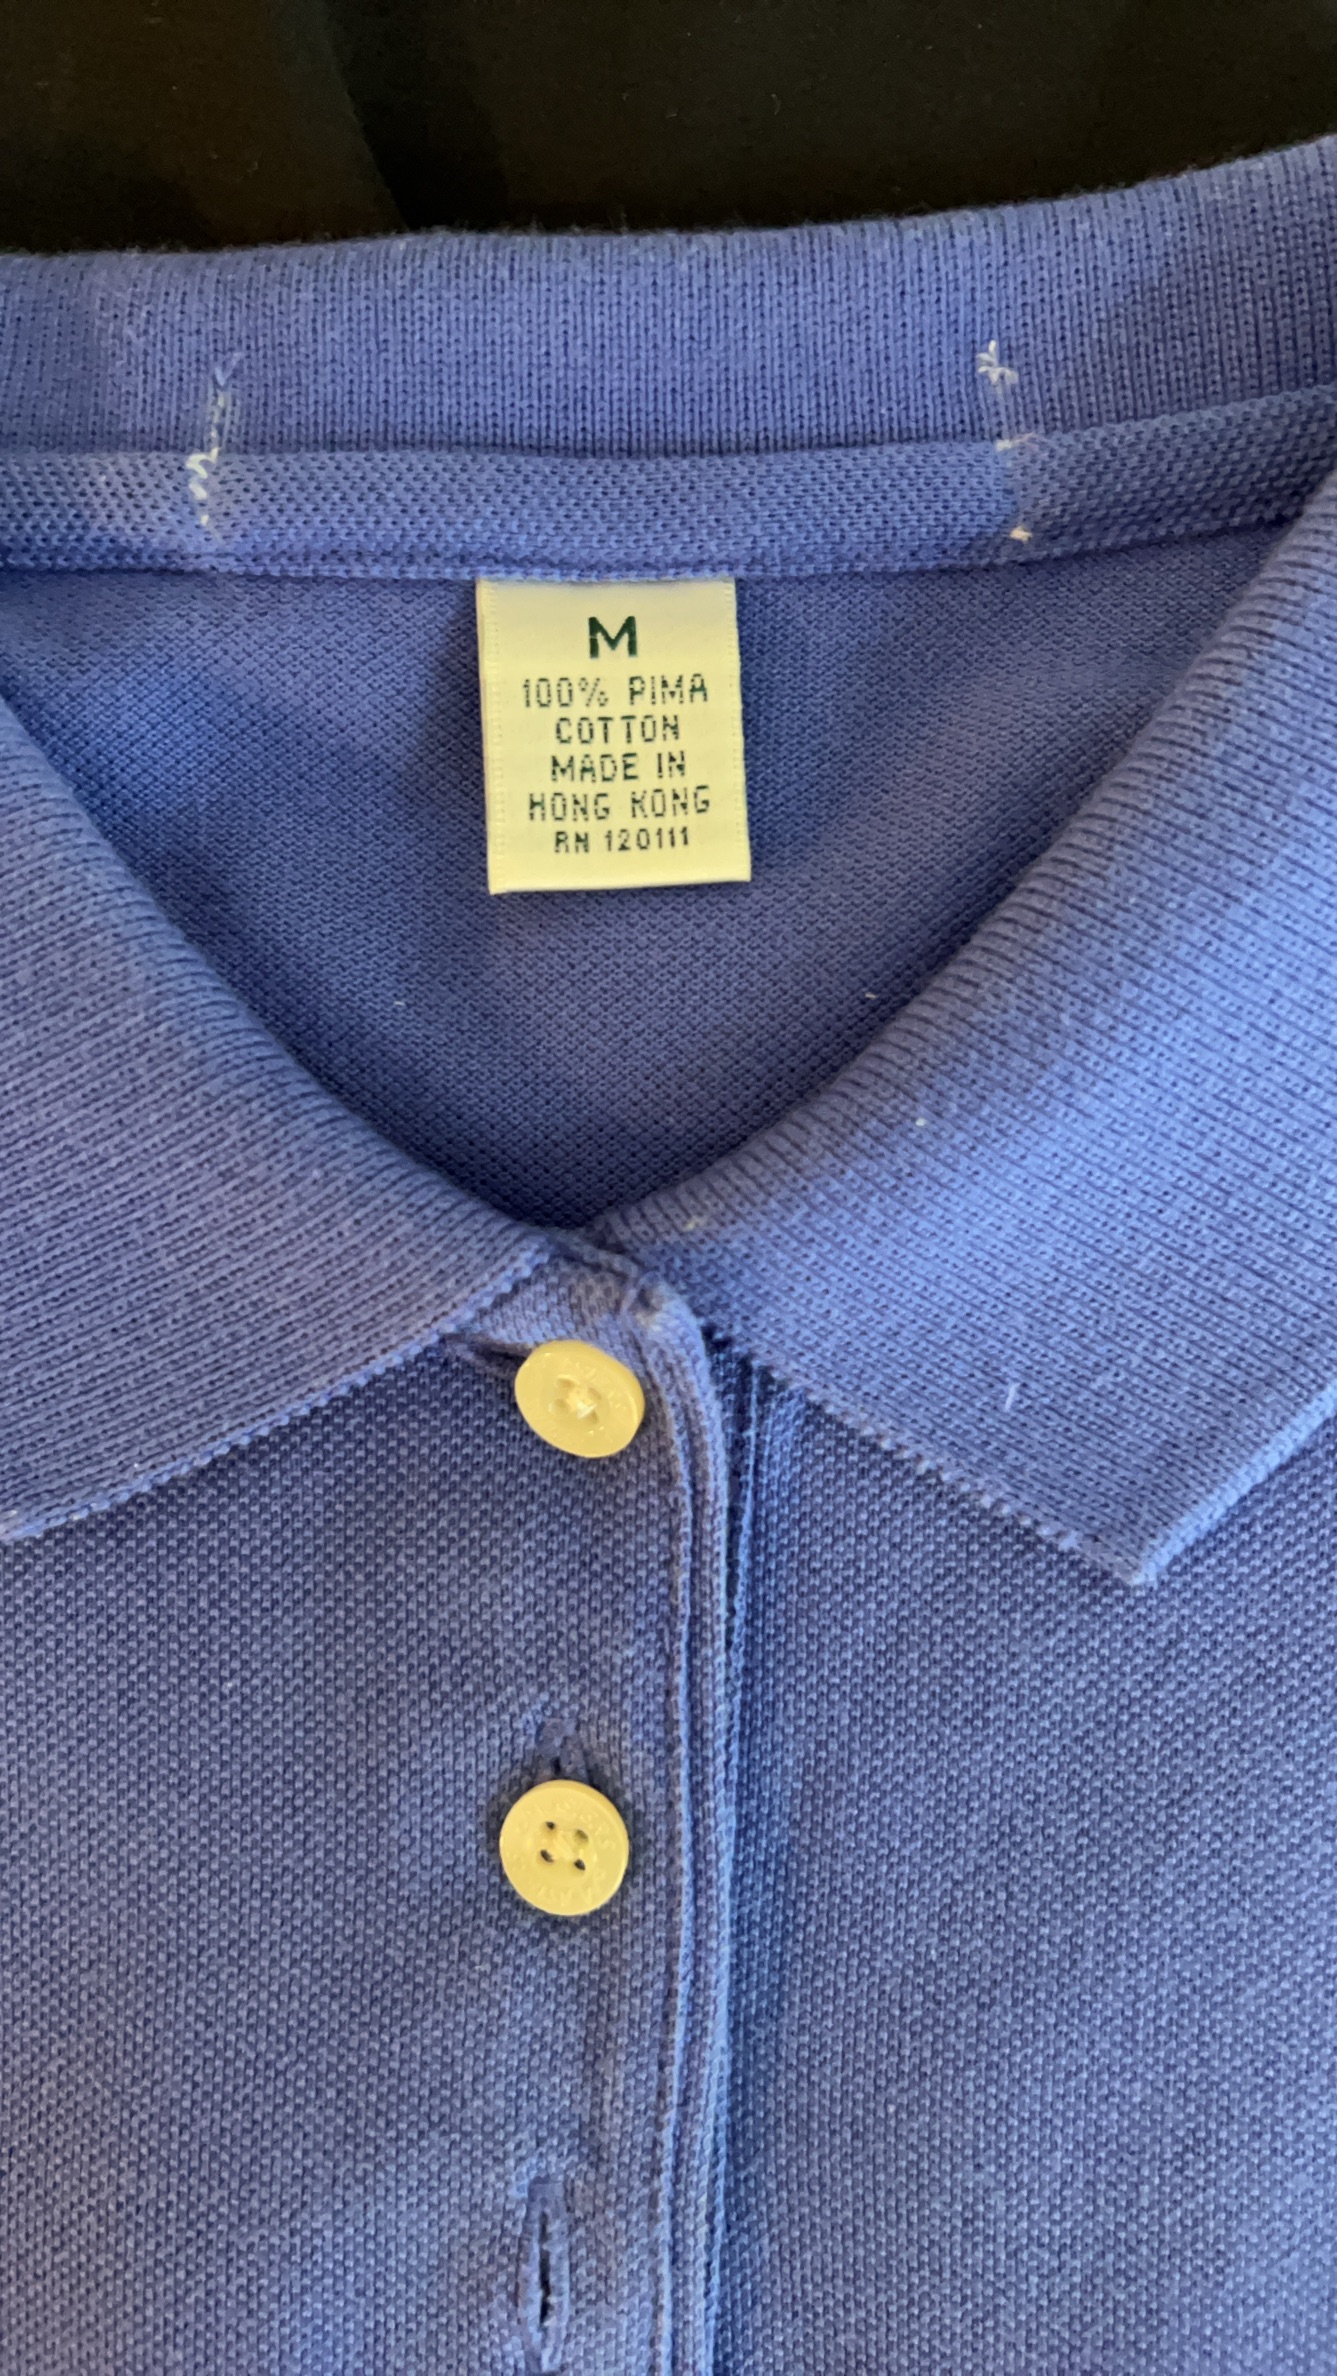 M
100% PIMA
COTTON
MADE IN
HONG KONG
RN 120111